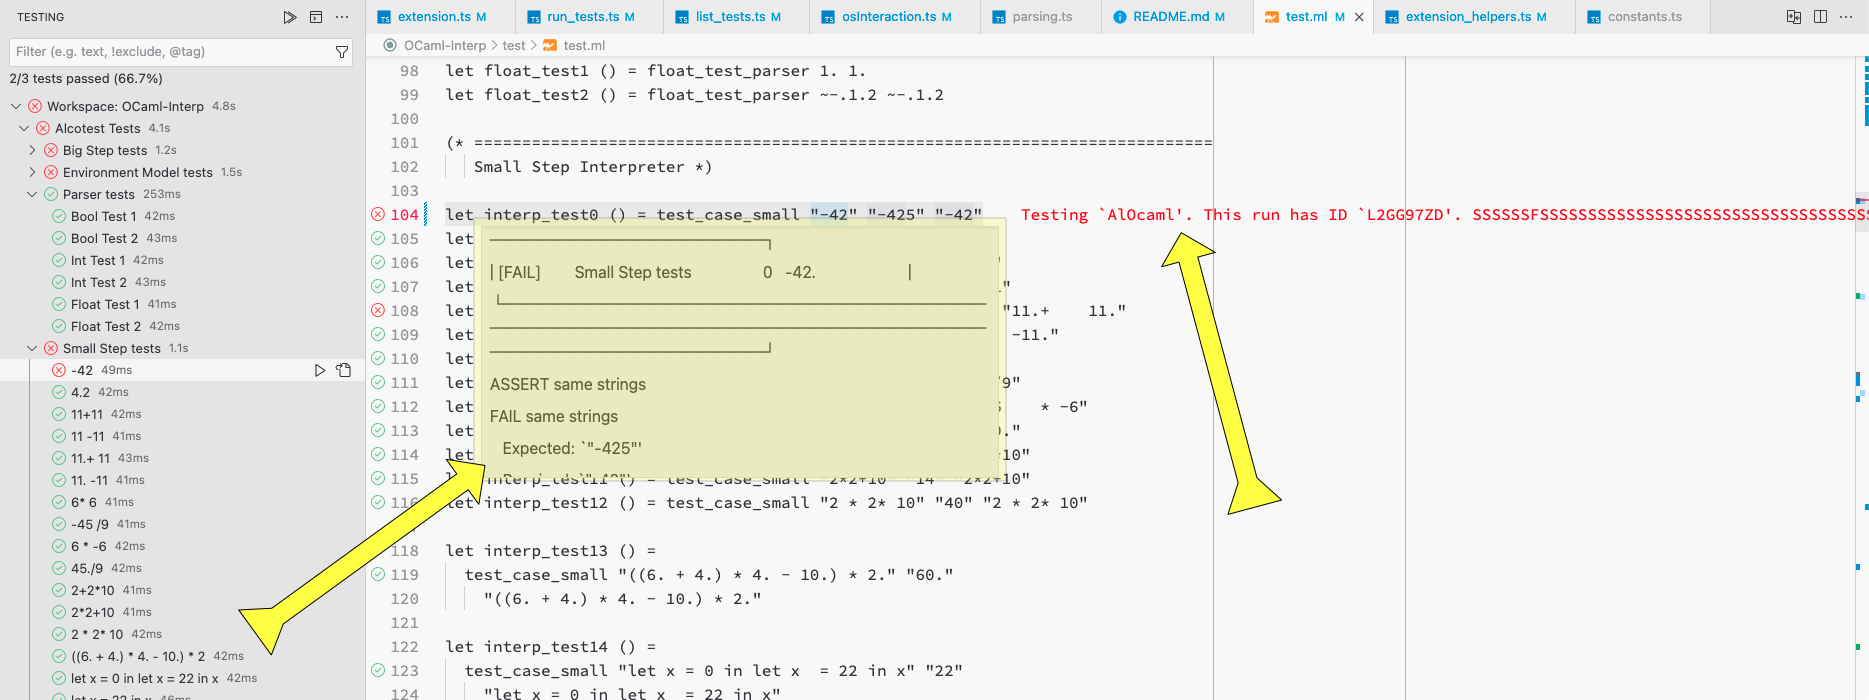 TESTING
Filter (e.g. text, !exclude, @tag)
2/3 tests passed (66.7%)
Workspace: OCaml-Interp 4.8s
Alcotest Tests 4.1s
Big Step tests 1.2s
Environment Model tests 1.5s
Parser tests 253ms
Bool Test 1 42ms
Bool Test 2 43ms
Int Test 1 42ms
Int Test 2 43ms
Float Test 1 41ms
Float Test 2 42ms
Small Step tests 1.1s
-42 49ms
4.2 42ms
11+11 42ms
11 -11 41ms
11.+ 11 43ms
11. -11 41ms
6* 6 41ms
-45 /9 41ms
6 * -6 42ms
45./9 42ms
2+2*10 41ms
2*2+10 41ms
2 * 2* 10 42ms
((6. + 4.) * 4. - 10.) * 2 42ms
let x = 0 in let x = 22 in x 42ms
let x = 22 in x 46ms
TS extension.ts M
TS run_tests.ts M
TS list_tests.ts M
TS osInteraction.ts M
TS parsing.ts
README.md M
test.ml M
TS extension_helpers.ts M
TS constants.ts
OCaml-Interp > test > test.ml
98 let float_test1 () = float_test_parser 1. 1.
99 let float_test2 () = float_test_parser ~-.1.2 ~-.1.2
100
101 (* =============================================================================
102 Small Step Interpreter *)
103
104 let interp_test0 () = test_case_small "-42" "-425" "-42" Testing `AlOcaml'. This run has ID `L2GG97ZD'. SSSSSSFSSSSSSSSSSSSSSSSSSSSSSSSSSSSSSSSSS
105 let
106 let "
107 let "
108 let "11.+ 11."
109 let -11."
110 let
111 let /9"
112 let * -6"
113 let ."
114 let +10"
115 let interp_test11 () = test_case_small "2*2+10" "14" "2*2+10"
116 let interp_test12 () = test_case_small "2 * 2* 10" "40" "2 * 2* 10"
[FAIL] Small Step tests 0 -42.
ASSERT same strings
FAIL same strings
Expected: `"-425"'
Received: `"-42"'
118 let interp_test13 () =
119 test_case_small "((6. + 4.) * 4. - 10.) * 2." "60."
120 "((6. + 4.) * 4. - 10.) * 2."
121
122 let interp_test14 () =
123 test_case_small "let x = 0 in let x  = 22 in x" "22"
124 "let x = 0 in let x  = 22 in x"